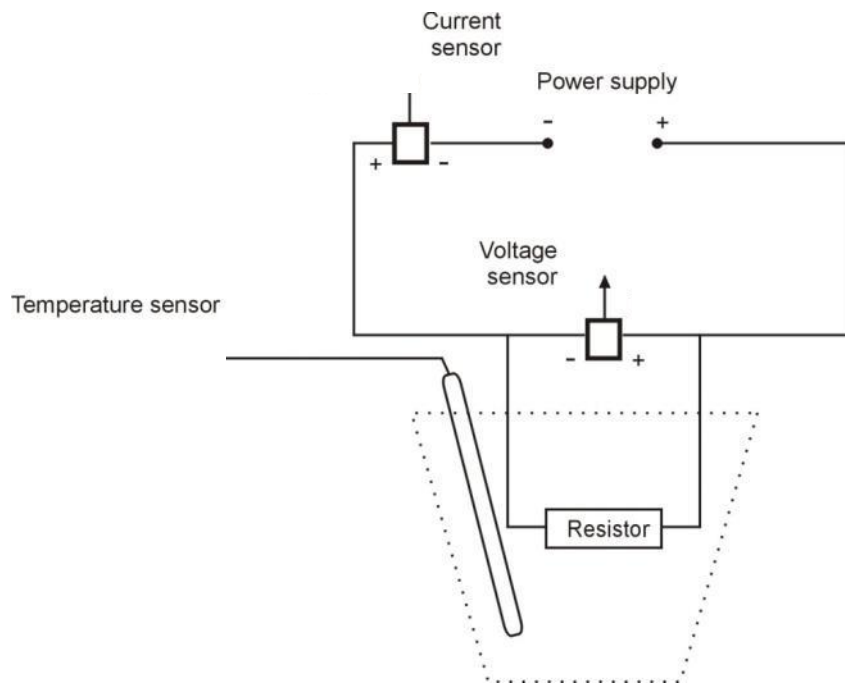 Current
sensor
Power supply
- +
+ -
Voltage
sensor
Temperature sensor
- +
Resistor